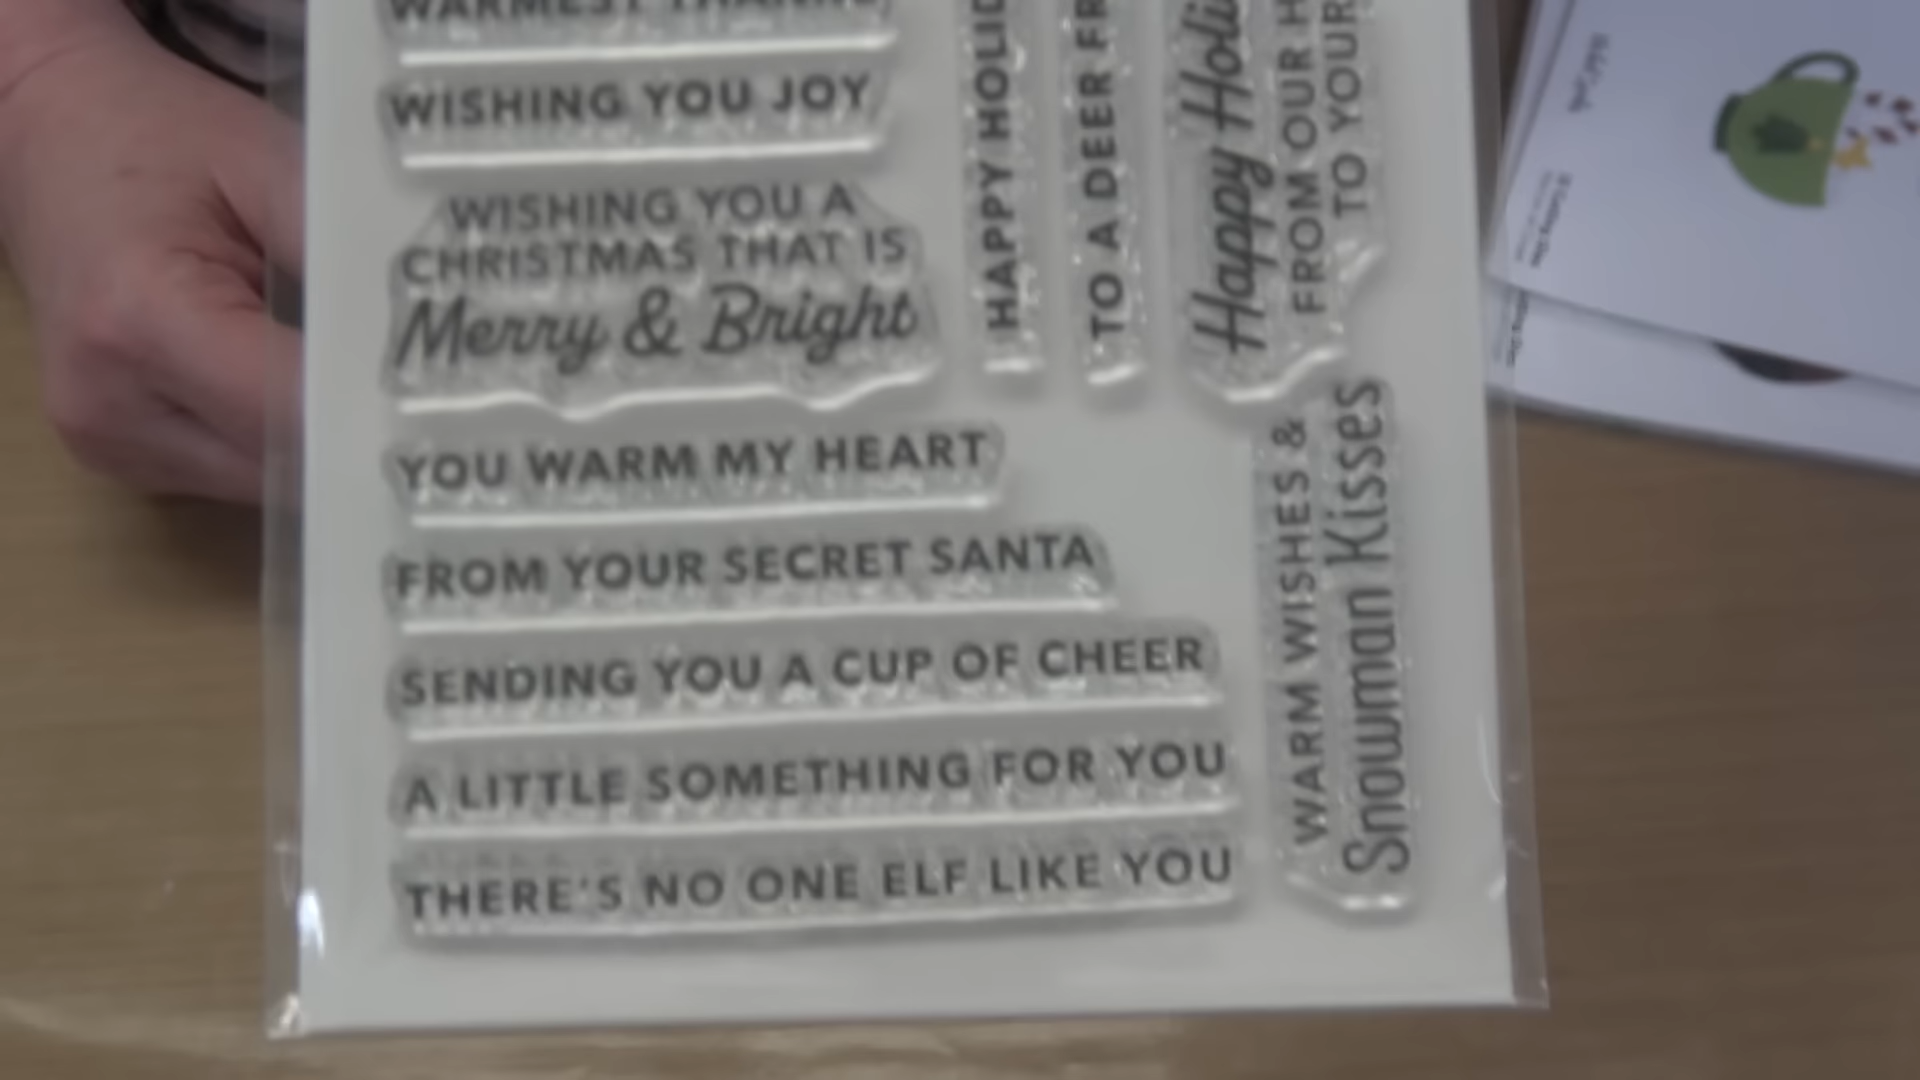 WARMEST
WISHING YOU JOY
WISHING YOU A
CHRISTMAS THAT IS
Merry & Bright
YOU WARM MY HEART
FROM YOUR SECRET SANTA
SENDING YOU A CUP OF CHEER
A LITTLE SOMETHING FOR YOU
THERE'S NO ONE ELF LIKE YOU
HAPPY
TO A DEER
Happy
FROM OUR
TO YOUR
WARM WISHES &
Snowman Kisses